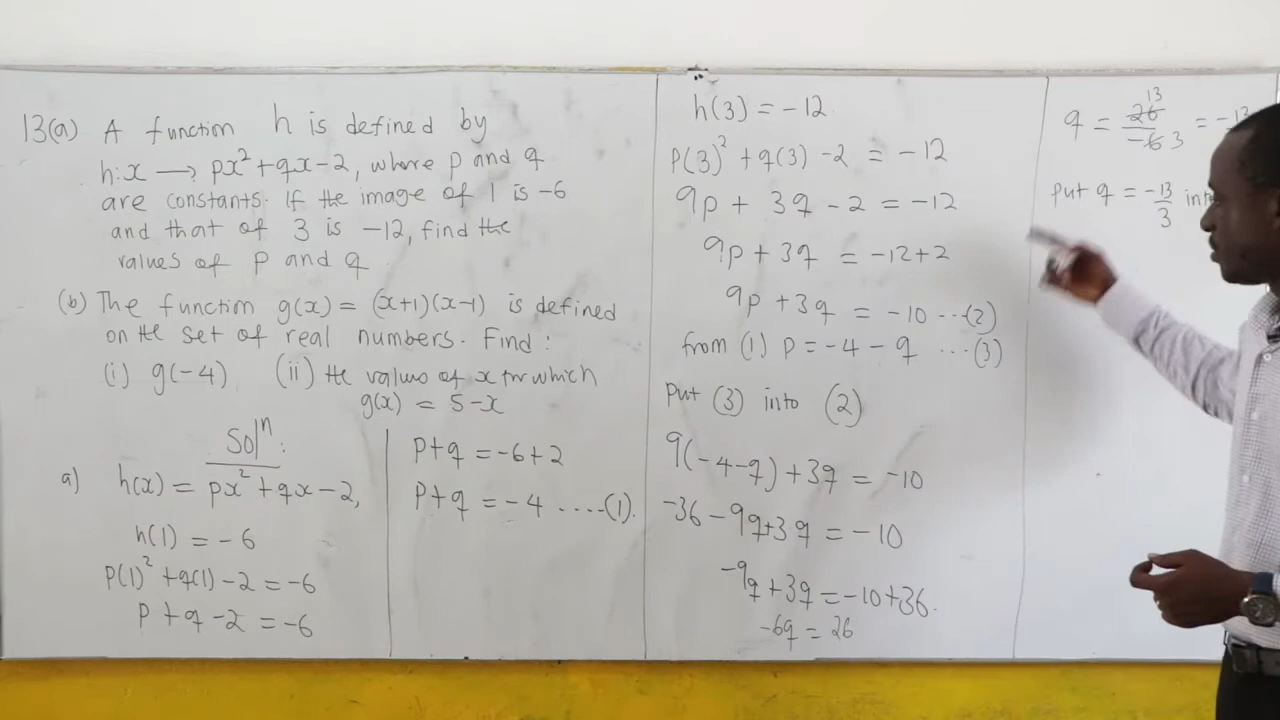 13(a) A function h is defined by
h:x → px² + qx - 2, where p and q
are constants. If the image of 1 is -6
and that of 3 is -12, find the
values of p and q
(b) The function g(x) = (x+1)(x-1) is defined
on the set of real numbers. Find :
(i) g(-4) (ii) the values of x for which
g(x) = 5-x
Solⁿ:
a) h(x) = px² + qx - 2,
h(1) = -6
p(1)² + q(1) - 2 = -6
p + q - 2 = -6
p+q = -6+2
p+q = -4 .....(1).
h(3) = -12
p(3)² + q(3) - 2 = -12
9p + 3q - 2 = -12
9p + 3q = -12+2
9p + 3q = -10 ...(2)
from (1) p = -4 - q ...(3)
Put (3) into (2)
9(-4-q) + 3q = -10
-36 - 9q+3q = -10
-9q + 3q = -10+36.
-6q = 26
13
q = 26/-6 3 = -13
put q = -13/3 into